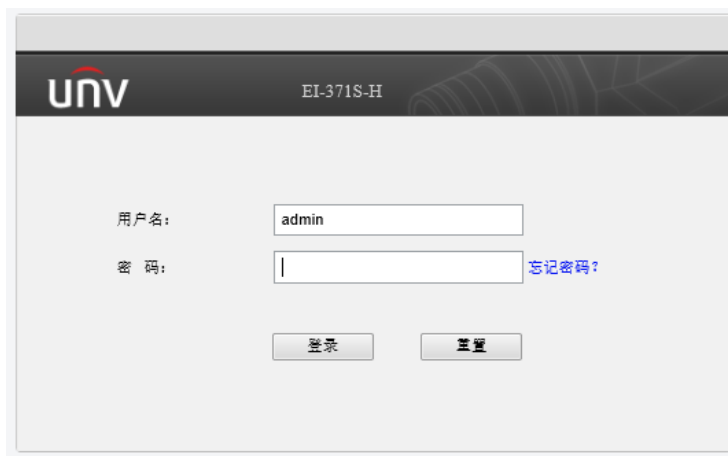 unv
EI-371S-H
用户名：
admin
密 码：
忘记密码?
登录
重置